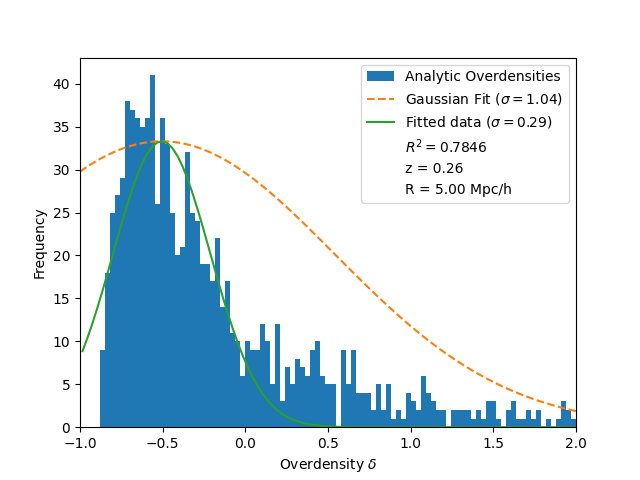 40
35
30
25
20
15
10
5
0
Frequency
Analytic Overdensities
Gaussian Fit (σ = 1.04)
Fitted data (σ = 0.29)
R² = 0.7846
z = 0.26
R = 5.00 Mpc/h
−1.0 −0.5 0.0 0.5 1.0 1.5 2.0
Overdensity δ